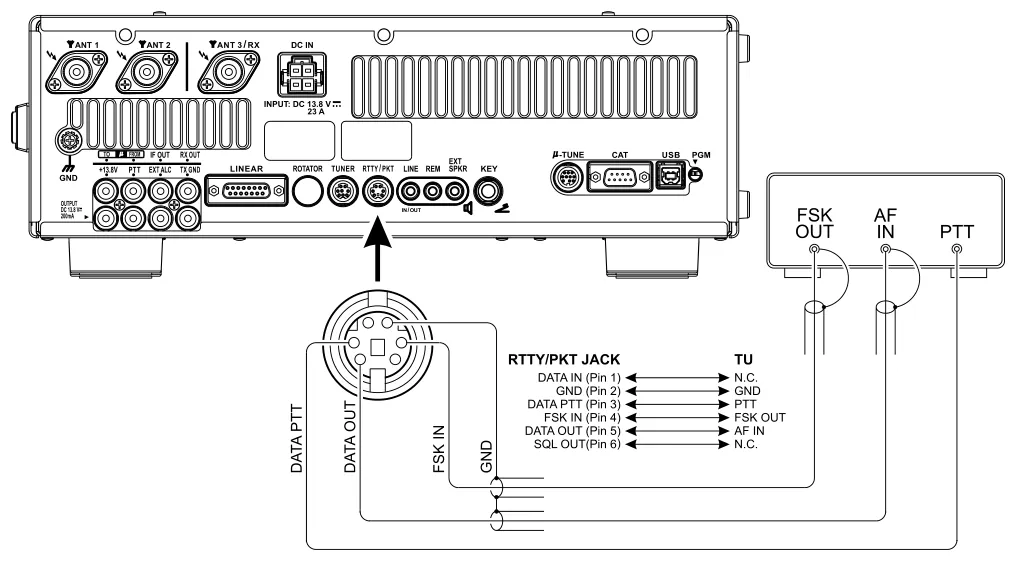 ANT 1
ANT 2
ANT 3/RX
DC IN
INPUT: DC 13.8 V
23 A
TO µ FROM IF OUT RX OUT
+13.8V PTT EXT ALC TX GND
GND
OUTPUT
DC 13.8 V
200mA
LINEAR
ROTATOR
TUNER
RTTY/PKT
LINE
REM
EXT
SPKR
KEY
IN/OUT
µ-TUNE
CAT
USB
PGM
FSK
OUT
AF
IN
PTT
RTTY/PKT JACK TU
DATA IN (Pin 1) N.C.
GND (Pin 2) GND
DATA PTT (Pin 3) PTT
FSK IN (Pin 4) FSK OUT
DATA OUT (Pin 5) AF IN
SQL OUT(Pin 6) N.C.
DATA PTT
DATA OUT
FSK IN
GND